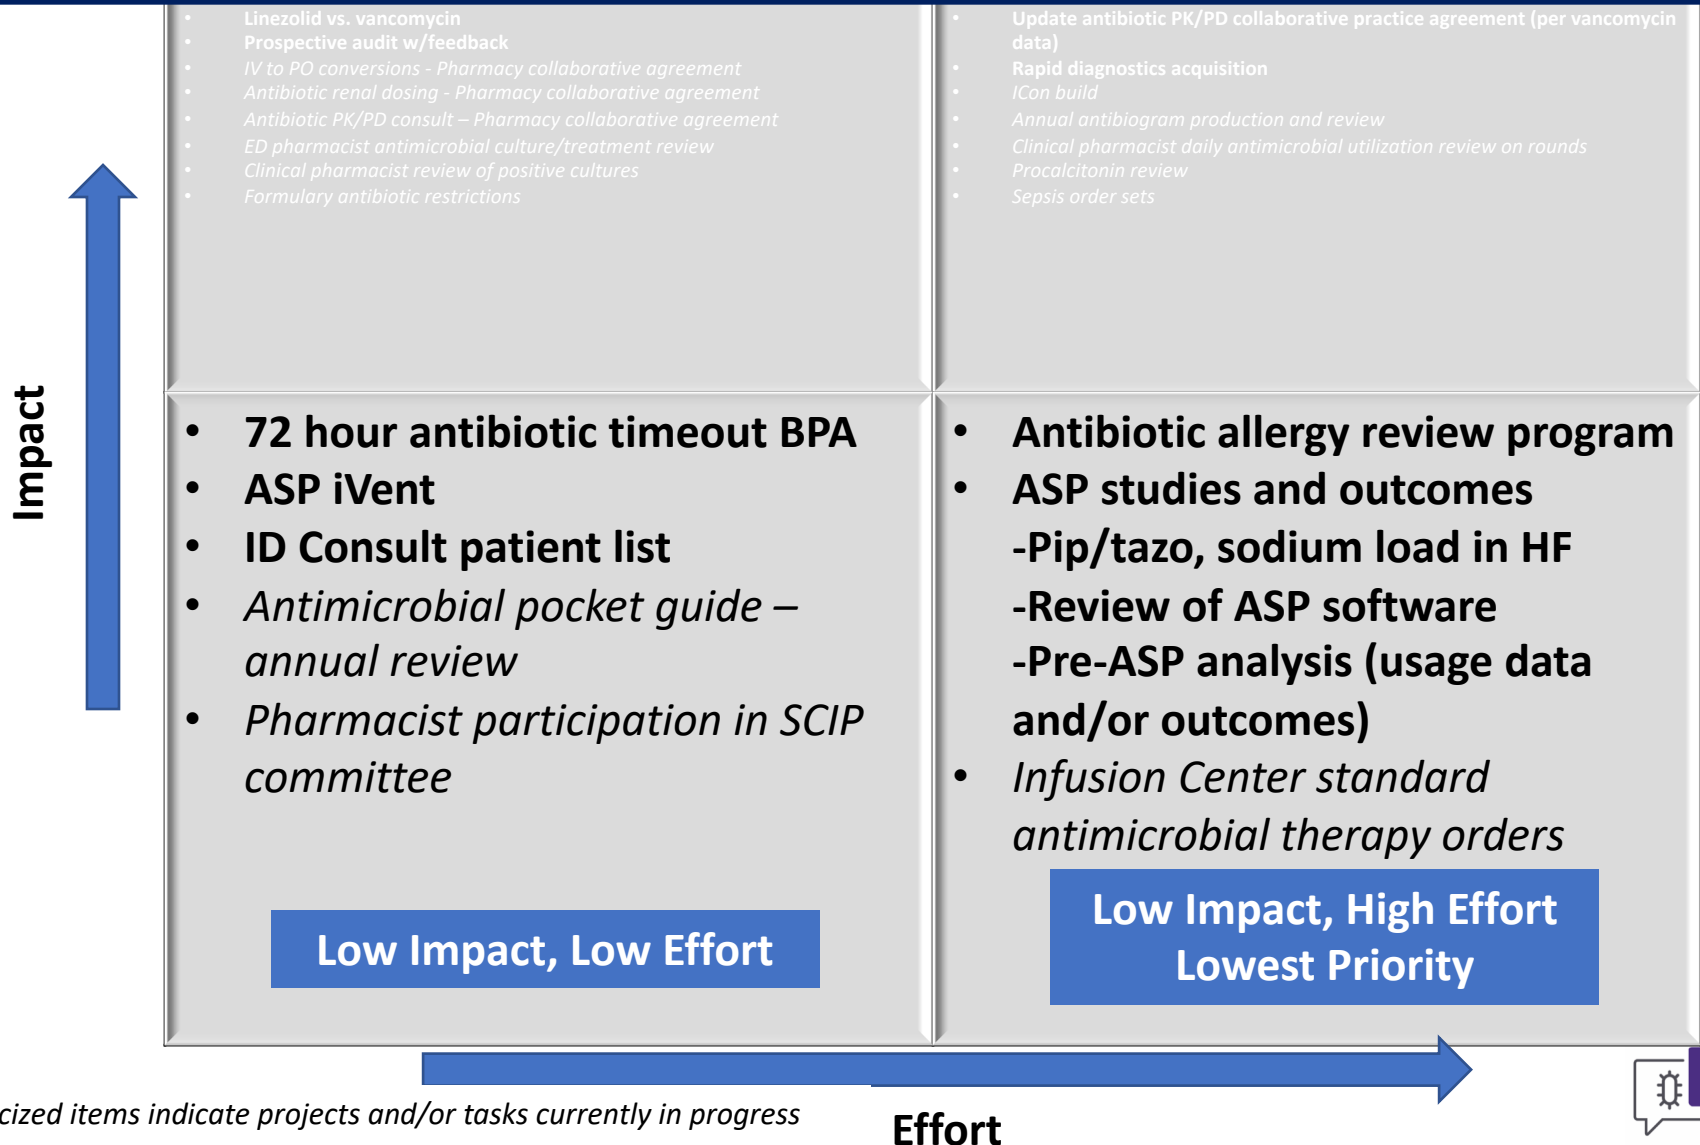 • Linezolid vs. vancomycin
• Prospective audit w/feedback
• IV to PO conversions - Pharmacy collaborative agreement
• Antibiotic renal dosing - Pharmacy collaborative agreement
• Antibiotic PK/PD consult – Pharmacy collaborative agreement
• ED pharmacist antimicrobial culture/treatment review
• Clinical pharmacist review of positive cultures
• Formulary antibiotic restrictions
• Update antibiotic PK/PD collaborative practice agreement (per vancomycin
data)
• Rapid diagnostics acquisition
• ICon build
• Annual antibiogram production and review
• Clinical pharmacist daily antimicrobial utilization review on rounds
• Procalcitonin review
• Sepsis order sets
Impact
• 72 hour antibiotic timeout BPA
• ASP iVent
• ID Consult patient list
• Antimicrobial pocket guide –
annual review
• Pharmacist participation in SCIP
committee
Low Impact, Low Effort
• Antibiotic allergy review program
• ASP studies and outcomes
-Pip/tazo, sodium load in HF
-Review of ASP software
-Pre-ASP analysis (usage data
and/or outcomes)
• Infusion Center standard
antimicrobial therapy orders
Low Impact, High Effort
Lowest Priority
cized items indicate projects and/or tasks currently in progress
Effort